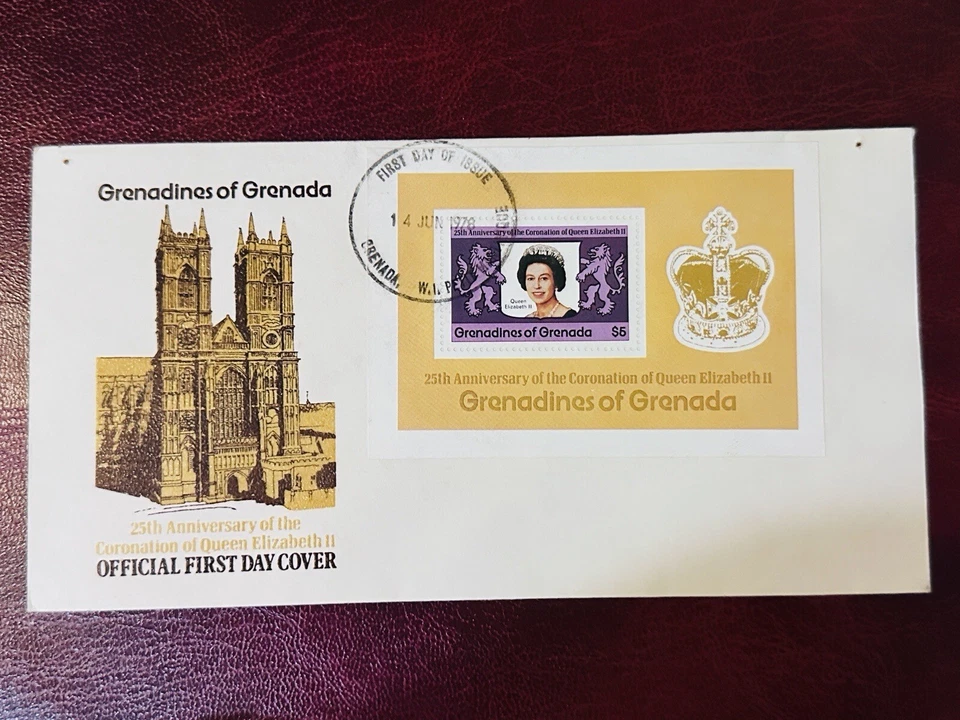 Grenadines of Grenada
25th Anniversary of the
Coronation of Queen Elizabeth II
OFFICIAL FIRST DAY COVER
FIRST DAY OF ISSUE
14 JUN 1978
GRENADA, W.I.
25th Anniversary of the Coronation of Queen Elizabeth II
Queen
Elizabeth II
Grenadines of Grenada $5
25th Anniversary of the Coronation of Queen Elizabeth II
Grenadines of Grenada